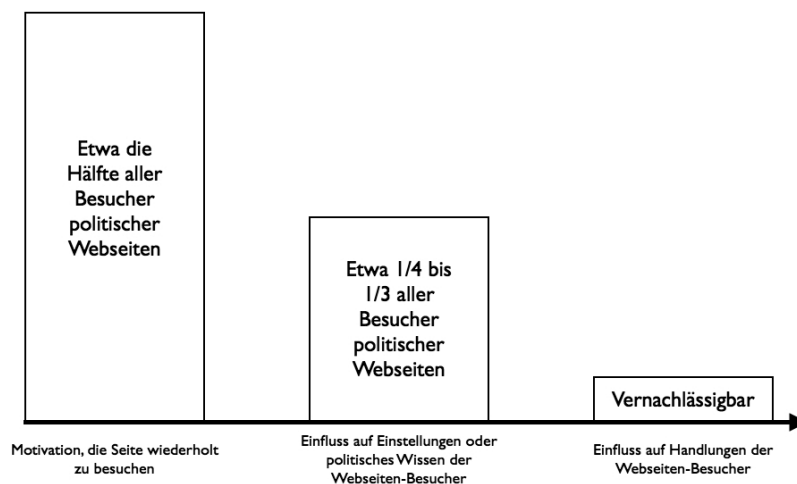 Etwa die
Hälfte aller
Besucher
politischer
Webseiten
Etwa 1/4 bis
1/3 aller
Besucher
politischer
Webseiten
Vernachlässigbar
Motivation, die Seite wiederholt
zu besuchen
Einfluss auf Einstellungen oder
politisches Wissen der
Webseiten-Besucher
Einfluss auf Handlungen der
Webseiten-Besucher